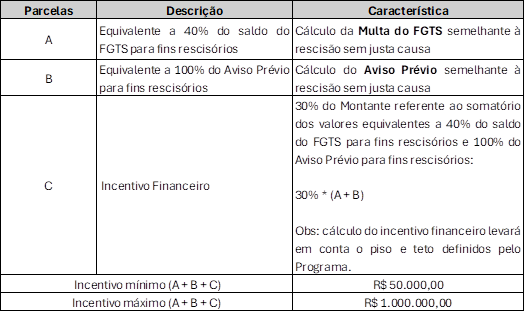 Parcelas Descrição Característica
A
Equivalente a 40% do saldo do
FGTS para fins rescisórios
Cálculo da Multa do FGTS semelhante à
rescisão sem justa causa
B
Equivalente a 100% do Aviso Prévio
para fins rescisórios
Cálculo do Aviso Prévio semelhante à
rescisão sem justa causa
C
Incentivo Financeiro
30% do Montante referente ao somatório
dos valores equivalentes a 40% do saldo
do FGTS para fins rescisórios e 100% do
Aviso Prévio para fins rescisórios:
30% * (A + B)
Obs: cálculo do incentivo financeiro levará
em conta o piso e teto definidos pelo
Programa.
Incentivo mínimo (A + B + C) R$ 50.000,00
Incentivo máximo (A + B + C) R$ 1.000.000,00